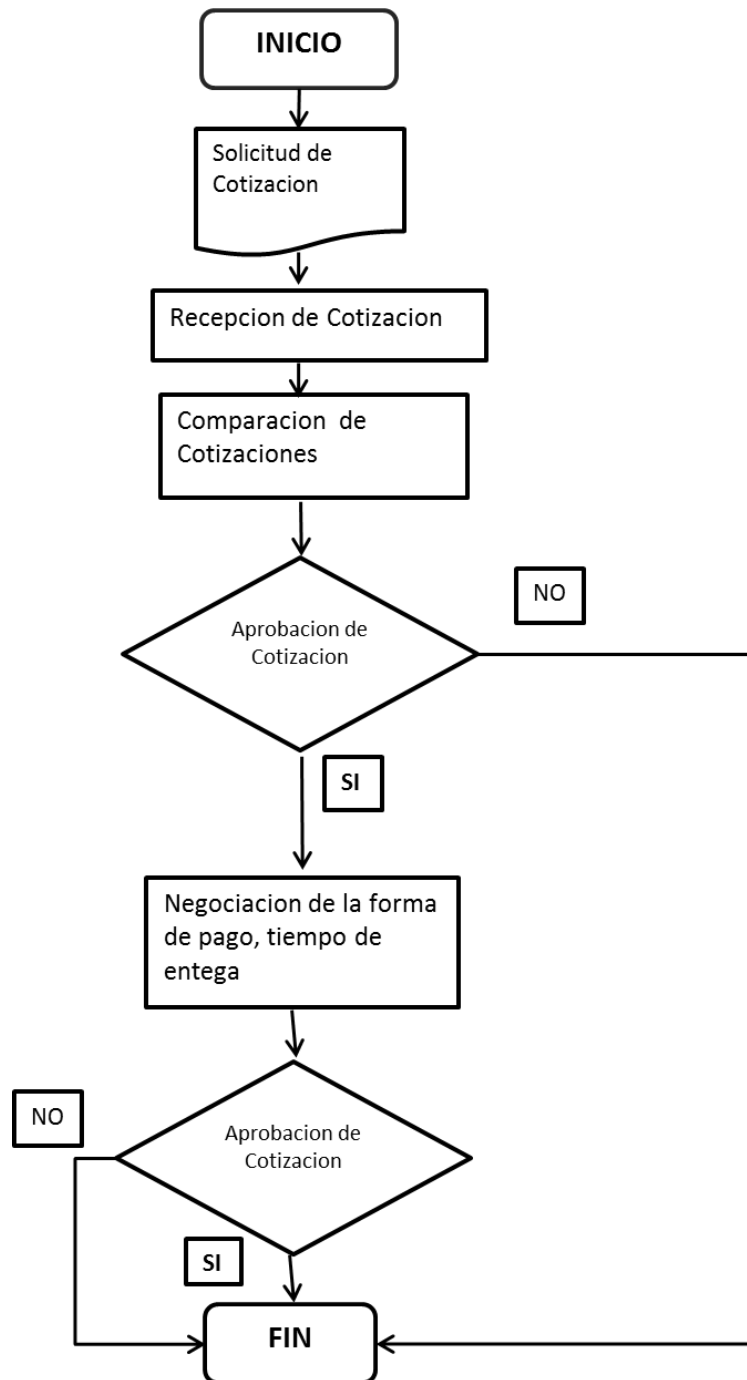 INICIO
Solicitud de
Cotizacion
Recepcion de Cotizacion
Comparacion de
Cotizaciones
Aprobacion de
Cotizacion
NO
SI
Negociacion de la forma
de pago, tiempo de
entega
NO
Aprobacion de
Cotizacion
SI
FIN